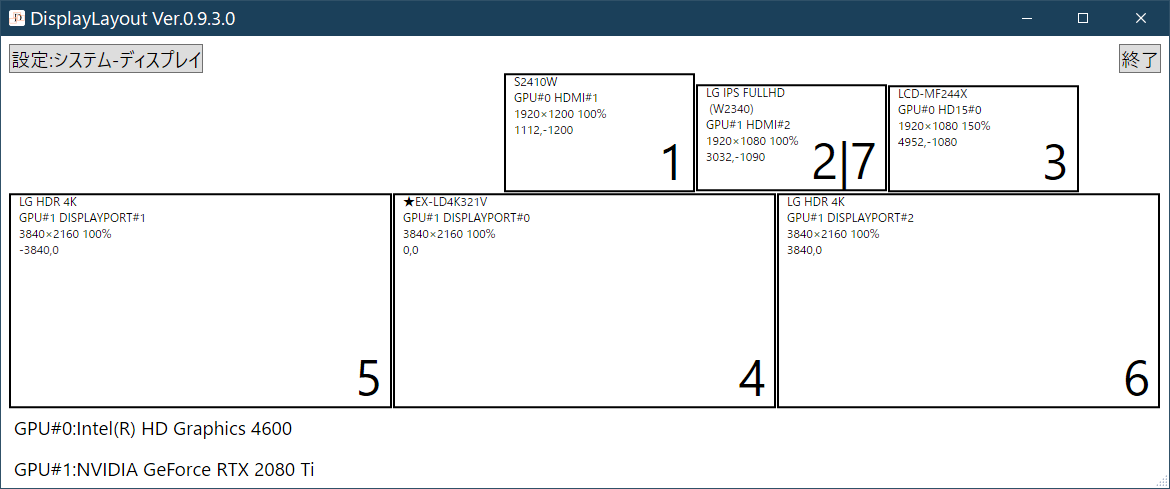 DisplayLayout Ver.0.9.3.0
設定:システム-ディスプレイ
終了
S2410W
GPU#0 HDMI#1
1920×1200 100%
1112,-1200
1
LG IPS FULLHD
(W2340)
GPU#1 HDMI#2
1920×1080 100%
3032,-1090
2|7
LCD-MF244X
GPU#0 HD15#0
1920×1080 150%
4952,-1080
3
LG HDR 4K
GPU#1 DISPLAYPORT#1
3840×2160 100%
-3840,0
5
★EX-LD4K321V
GPU#1 DISPLAYPORT#0
3840×2160 100%
0,0
4
LG HDR 4K
GPU#1 DISPLAYPORT#2
3840×2160 100%
3840,0
6
GPU#0:Intel(R) HD Graphics 4600
GPU#1:NVIDIA GeForce RTX 2080 Ti